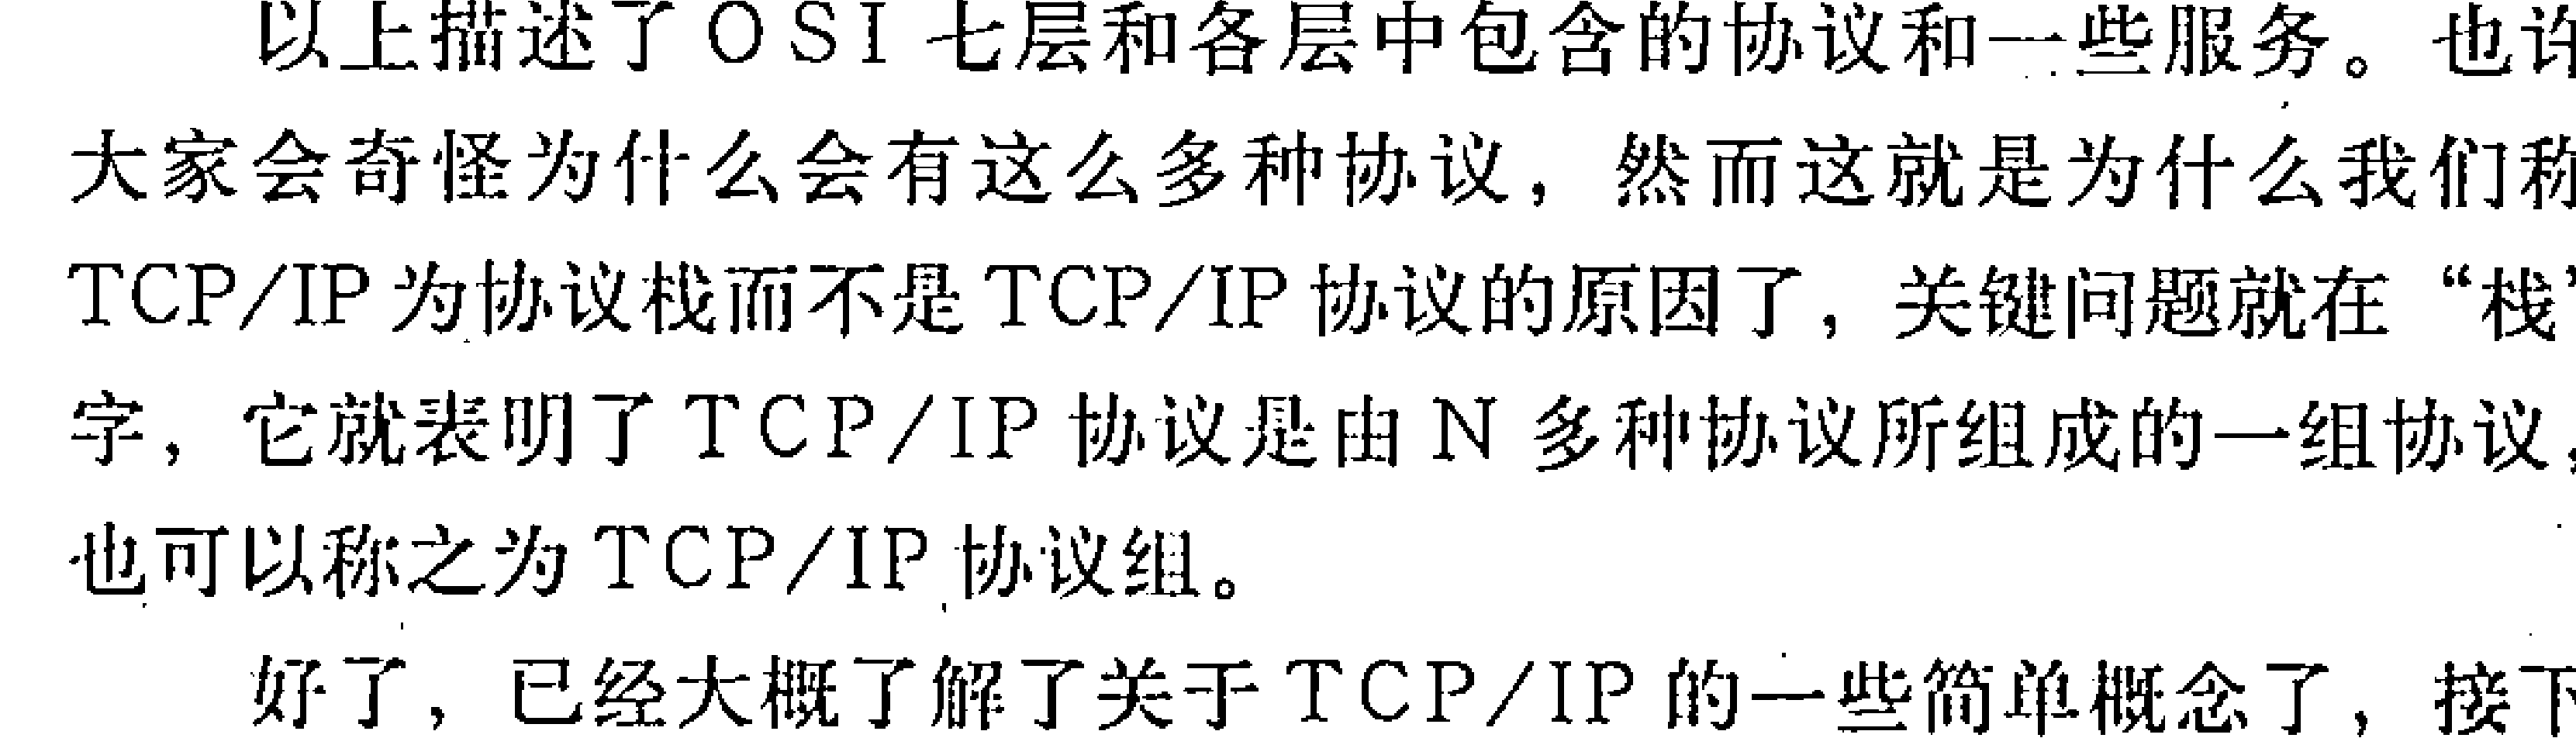 以上描述了OSI七层和各层中包含的协议和一些服务。也许
大家会奇怪为什么会有这么多种协议，然而这就是为什么我们称
TCP/IP为协议栈而不是TCP/IP协议的原因了，关键问题就在“栈”
字，它就表明了TCP/IP协议是由N多种协议所组成的一组协议，
也可以称之为TCP/IP协议组。
好了，已经大概了解了关于TCP/IP的一些简单概念了，接下